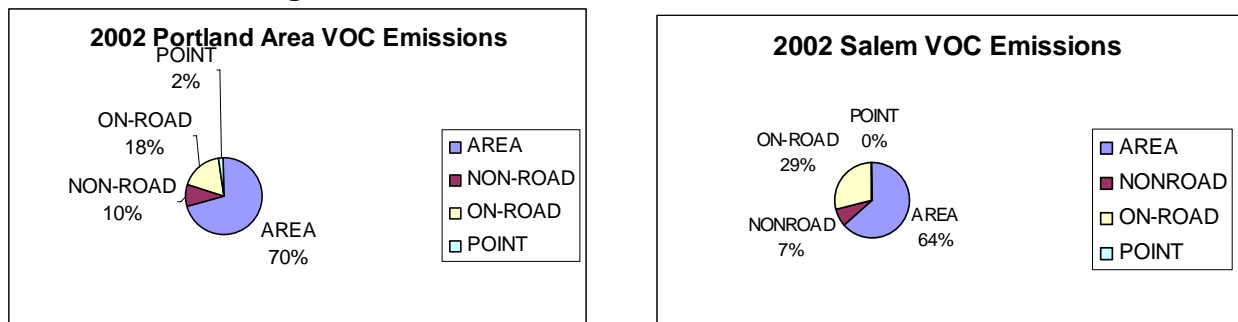 2002 Portland Area VOC Emissions
POINT
2%
ON-ROAD
18%
NON-ROAD
10%
AREA
70%
AREA
NON-ROAD
ON-ROAD
POINT
2002 Salem VOC Emissions
POINT
0%
ON-ROAD
29%
NONROAD
7%
AREA
64%
AREA
NONROAD
ON-ROAD
POINT